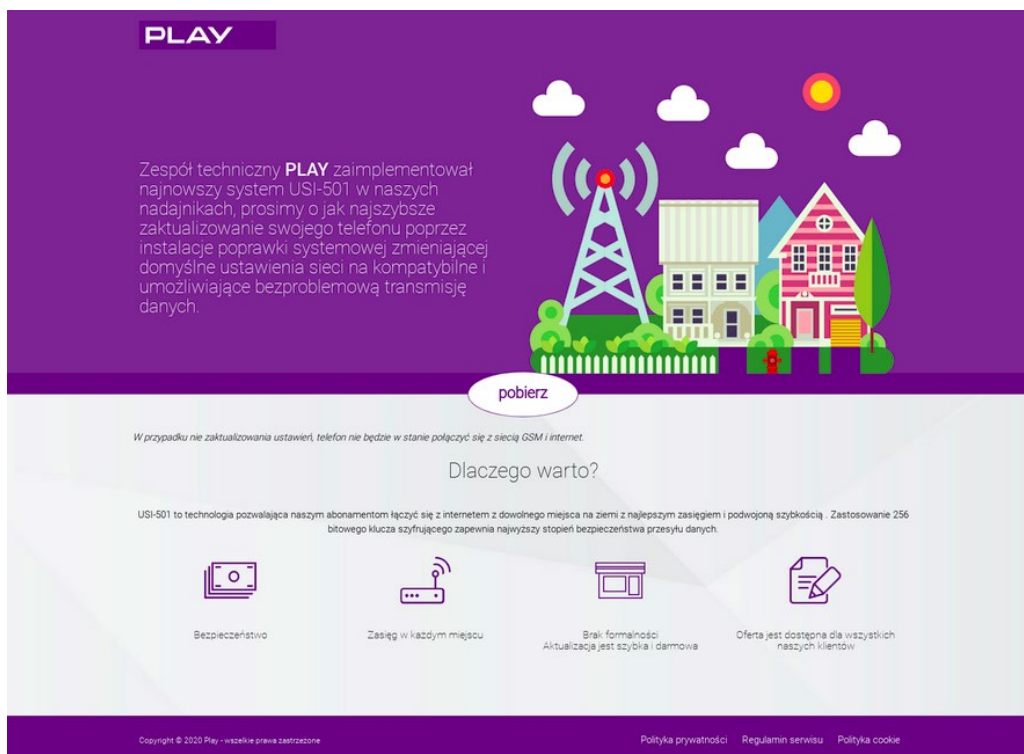 PLAY
Zespół techniczny PLAY zaimplementował
najnowszy system USI-501 w naszych
nadajnikach, prosimy o jak najszybsze
zaktualizowanie swojego telefonu poprzez
instalacje poprawki systemowej zmieniającej
domyślne ustawienia sieci na kompatybilne i
umożliwiające bezproblemową transmisję
danych.
pobierz
W przypadku nie zaktualizowania ustawień, telefon nie będzie w stanie połączyć się z siecią GSM i internet.
Dlaczego warto?
USI-501 to technologia pozwalająca naszym abonamentom łączyć się z internetem z dowolnego miejsca na ziemi z najlepszym zasięgiem i podwojoną szybkością . Zastosowanie 256
bitowego klucza szyfrującego zapewnia najwyższy stopień bezpieczeństwa przesyłu danych.
Bezpieczeństwo
Zasięg w każdym miejscu
Brak formalności
Aktualizacja jest szybka i darmowa
Oferta jest dostępna dla wszystkich
naszych klientów
Copyright © 2020 Play - wszelkie prawa zastrzeżone
Polityka prywatności Regulamin serwisu Polityka cookie